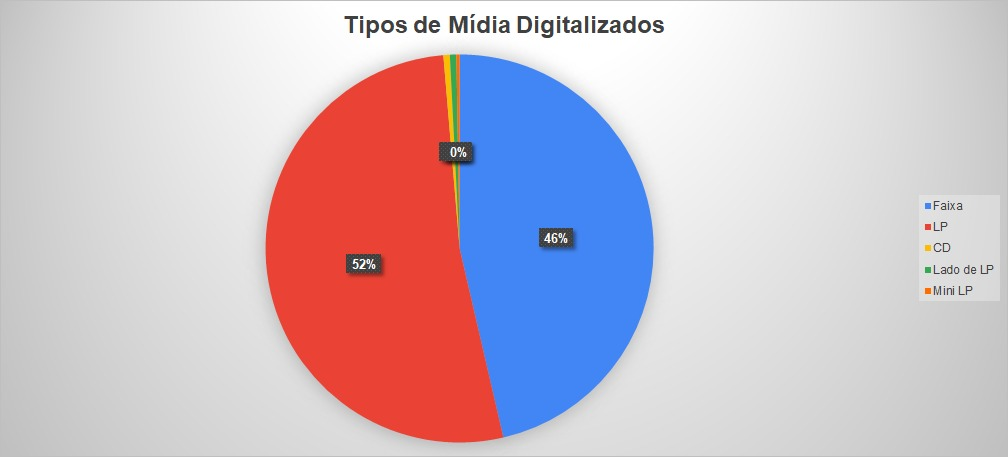 Tipos de Mídia Digitalizados
0%
46%
52%
Faixa
LP
CD
Lado de LP
Mini LP